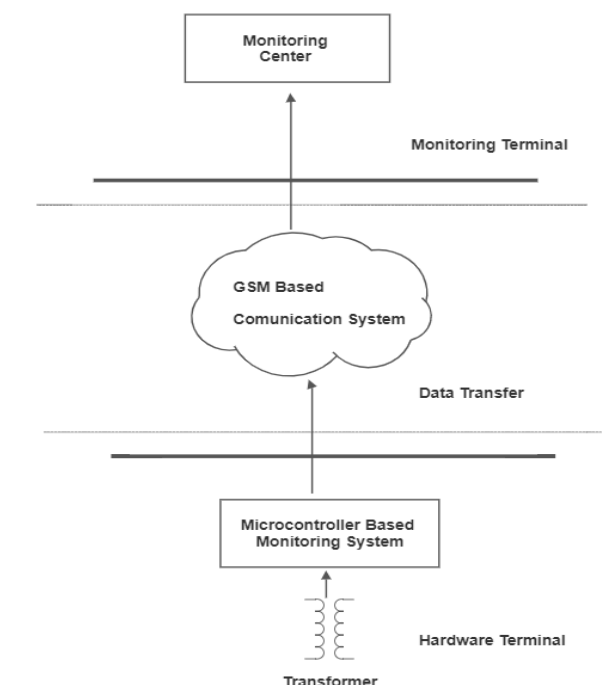 Monitoring
Center
Monitoring Terminal
GSM Based
Comunication System
Data Transfer
Microcontroller Based
Monitoring System
Hardware Terminal
Transformer